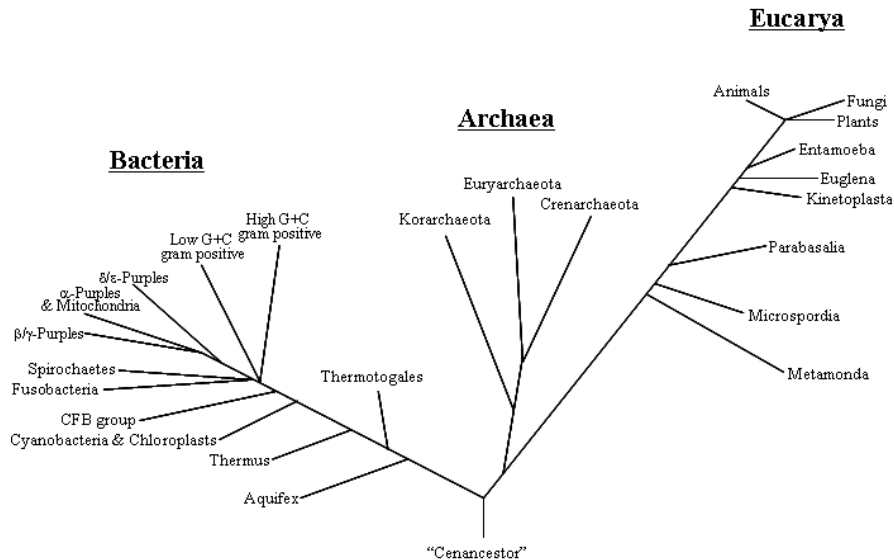 Eucarya
Animals
Fungi
Plants
Archaea
Entamoeba
Bacteria
Euglena
Euryarchaeota
Kinetoplasta
Crenarchaeota
Korarchaeota
High G+C
gram positive
Low G+C
gram positive
Parabasalia
δ/ε-Purples
α-Purples
& Mitochondria
Microspordia
β/γ-Purples
Spirochaetes
Thermotogales
Metamonda
Fusobacteria
CFB group
Cyanobacteria & Chloroplasts
Thermus
Aquifex
“Cenancestor”